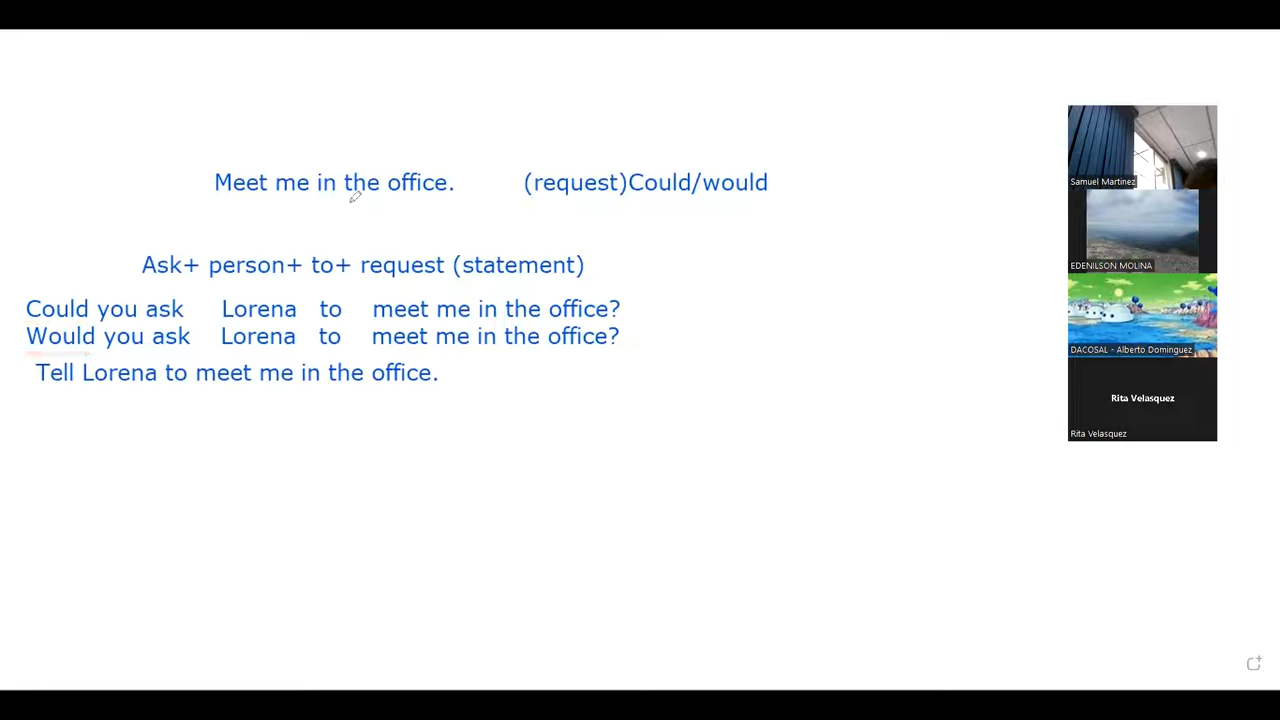 Meet me in the office. (request)Could/would
Ask+ person+ to+ request (statement)
Could you ask Lorena to meet me in the office?
Would you ask Lorena to meet me in the office?
Tell Lorena to meet me in the office.
Samuel Martinez
EDENILSON MOLINA
DACOSAL - Alberto Dominguez
Rita Velasquez
Rita Velasquez